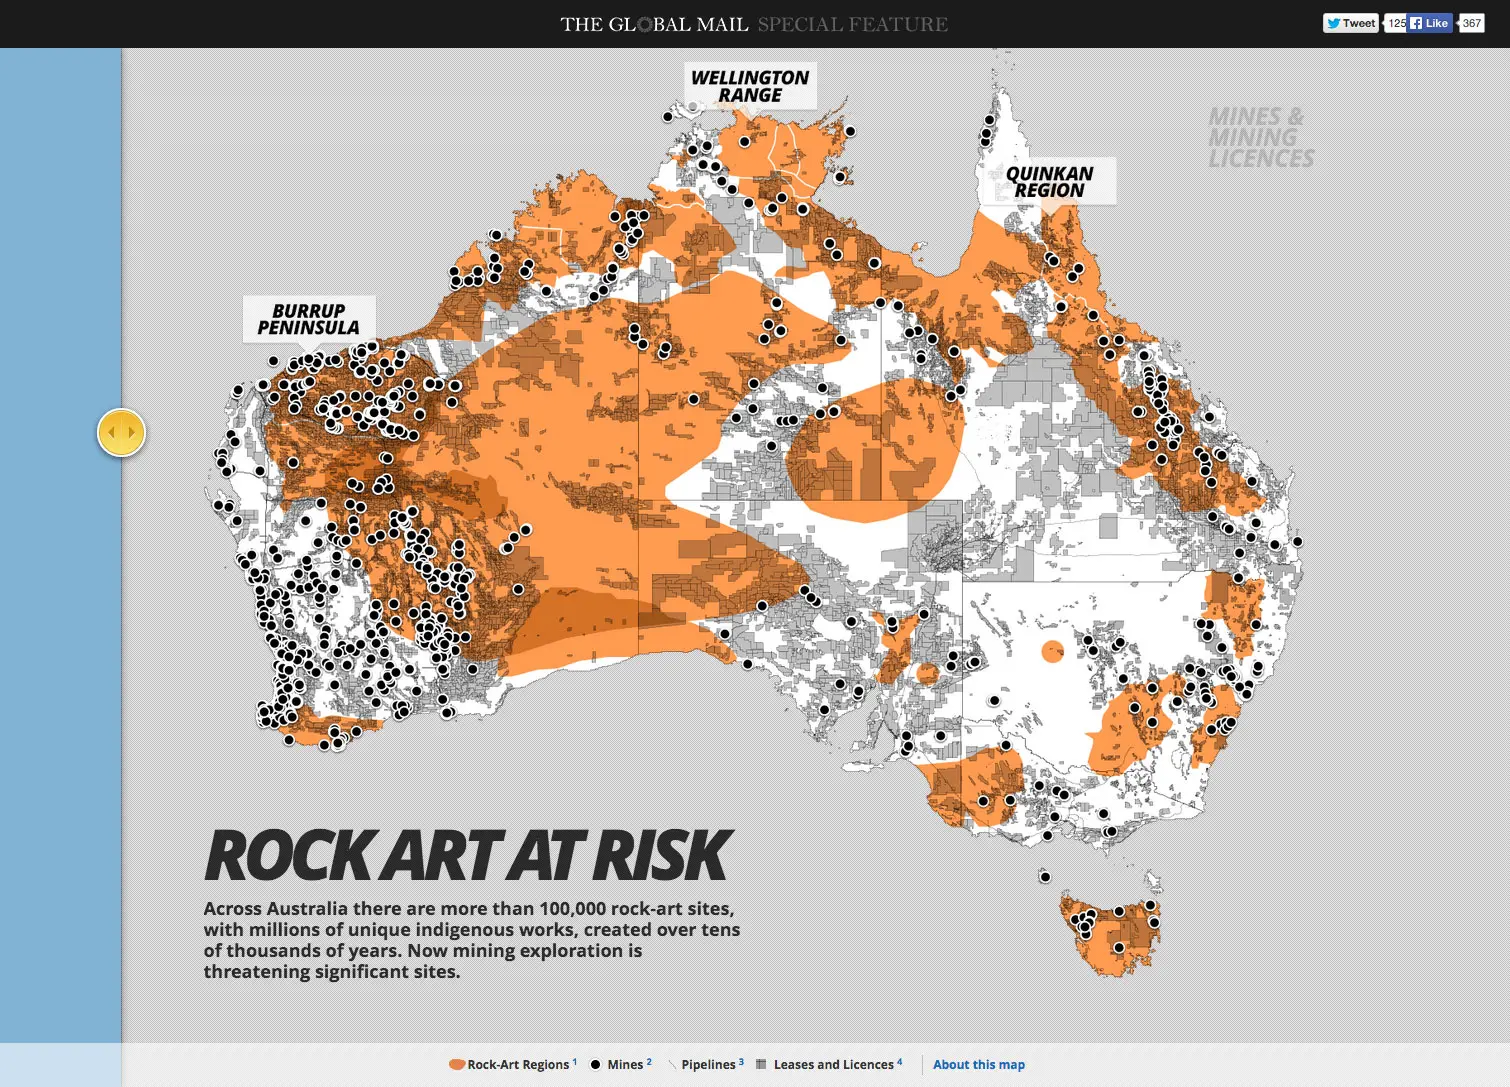 THE GLOBAL MAIL SPECIAL FEATURE
Tweet 125 Like 367
WELLINGTON
RANGE
MINES &
MINING
LICENCES
QUINKAN
REGION
BURRUP
PENINSULA
ROCK ART AT RISK
Across Australia there are more than 100,000 rock-art sites,
with millions of unique indigenous works, created over tens
of thousands of years. Now mining exploration is
threatening significant sites.
Rock-Art Regions 1 Mines 2 Pipelines 3 Leases and Licences 4 About this map